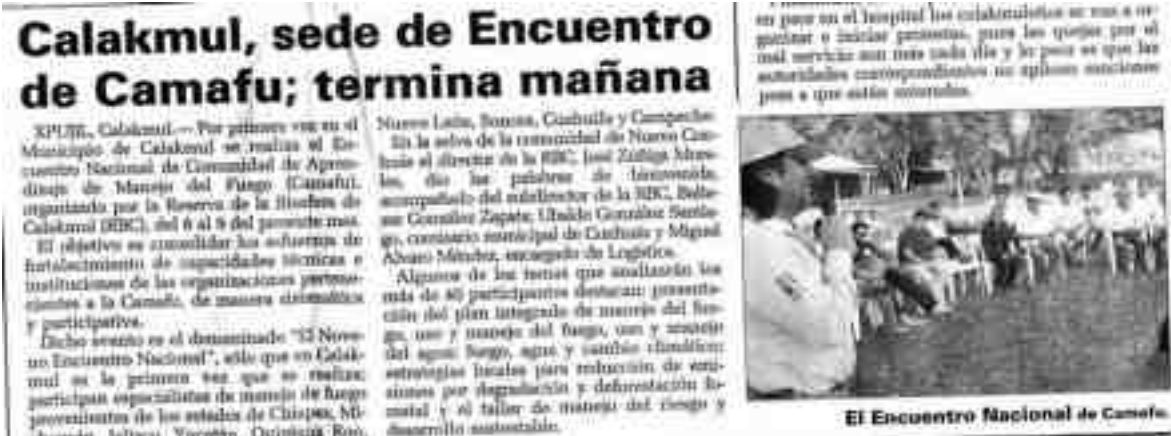 Calakmul, sede de Encuentro
de Camafu; termina mañana
XPUJIL, Calakmul.— Por primera vez en el
Municipio de Calakmul se realiza el En-
cuentro Nacional de Comunidad de Apren-
dizaje de Manejo del Fuego (Camafu),
organizado por la Reserva de la Biosfera de
Calakmul (RBC), del 6 al 9 del presente mes.
El objetivo es consolidar los esfuerzos de
fortalecimiento de capacidades técnicas e
instituciones de las organizaciones pertene-
cientes a la Camafu, de manera sistemática
y participativa.
Dicho evento es el denominado "El Nove-
no Encuentro Nacional", sólo que en Calak-
mul es la primera vez que se realiza;
participan especialistas de manejo de fuego
provenientes de los estados de Chiapas, Mi-
Jalisco, Yucatán, Quintana Roo,
Nuevo León, Sonora, Coahuila y Campeche.
En la selva de la comunidad de Nuevo Con-
el director de la RBC, José Zúñiga Mora-
les, dio las palabras de bienvenida,
acompañado del subdirector de la RBC,
González Zapata; Ubaldo González
comisario municipal de y Miguel
Álvaro Méndez, encargado de Logística.
Algunos de los temas que analizarán los
más de participantes destacan: presenta-
ción del plan integrado de manejo del fue-
go, uso y manejo del fuego, uso y manejo
del agua; fuego, agua y cambio climático;
estrategias locales para reducción de emi-
siones por degradación y deforestación fo-
restal y el taller de manejo del riesgo y
desarrollo sustentable.
en paz en el hospital los calakmuleños se van a or-
ganizar e iniciar protestas, pues las quejas por el
mal servicio son más cada día y lo peor es que las
autoridades correspondientes no aplican sanciones
pese a que están enteradas.
El Encuentro Nacional de Camafu.